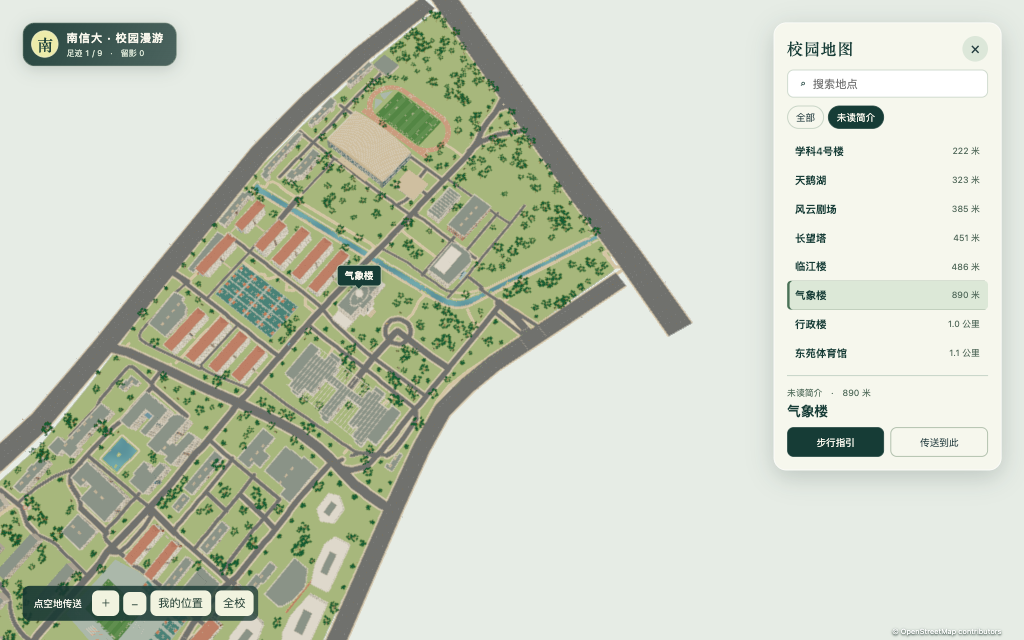 南
南信大 · 校园漫游
足迹 1 / 9 · 留影 0
气象楼
校园地图
×
搜索地点
全部 未读简介
学科4号楼 222 米
天鹅湖 323 米
风云剧场 385 米
长望塔 451 米
临江楼 486 米
气象楼 890 米
行政楼 1.0 公里
东苑体育馆 1.1 公里
未读简介 · 890 米
气象楼
步行指引 传送到此
点空地传送 + − 我的位置 全校
© OpenStreetMap contributors